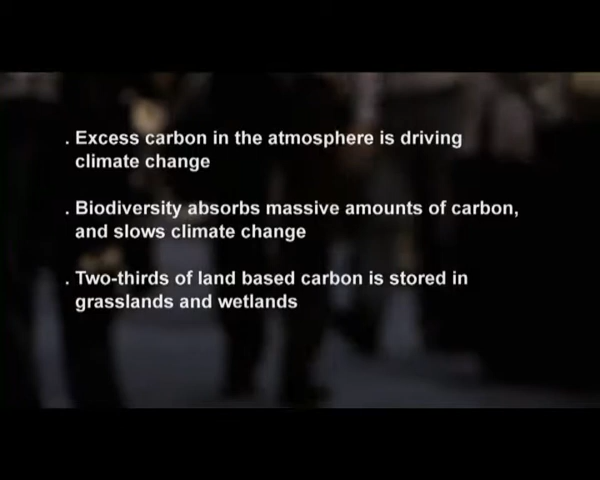 . Excess carbon in the atmosphere is driving
climate change
. Biodiversity absorbs massive amounts of carbon,
and slows climate change
. Two-thirds of land based carbon is stored in
grasslands and wetlands